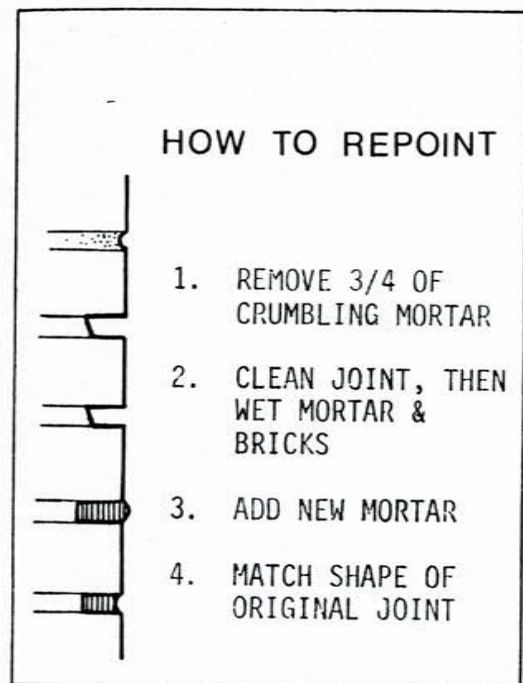 HOW TO REPOINT
1. REMOVE 3/4 OF
CRUMBLING MORTAR
2. CLEAN JOINT, THEN
WET MORTAR &
BRICKS
3. ADD NEW MORTAR
4. MATCH SHAPE OF
ORIGINAL JOINT